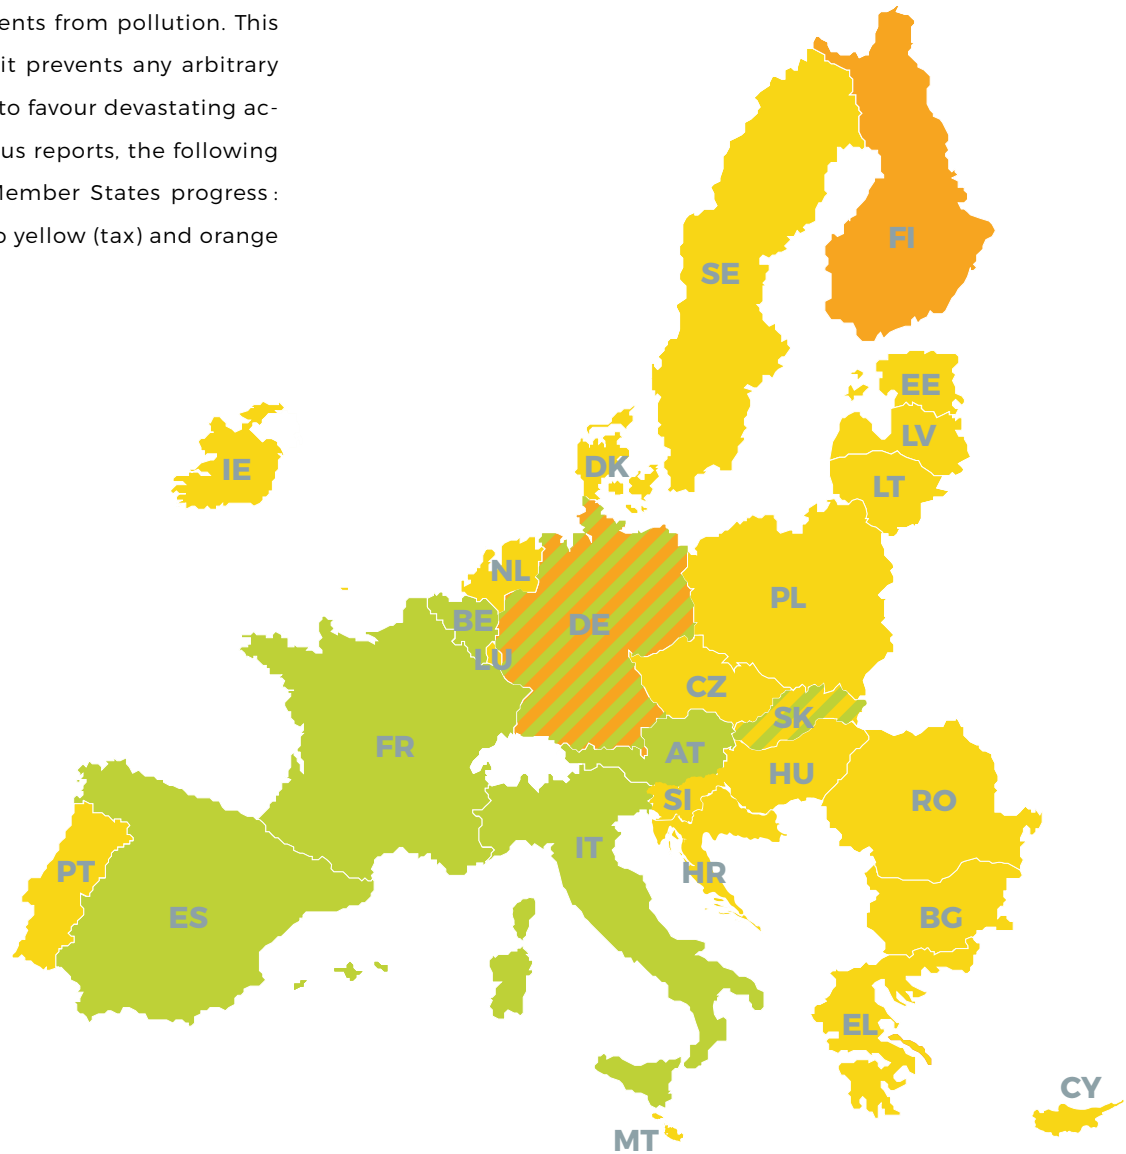 ents from pollution. This
it prevents any arbitrary
to favour devastating ac-
us reports, the following
Member States progress :
o yellow (tax) and orange
FI
SE
EE
LV
LT
IE
DK
NL
BE
LU
DE
PL
CZ
SK
FR
AT
HU
SI
RO
IT
HR
PT
ES
BG
EL
CY
MT